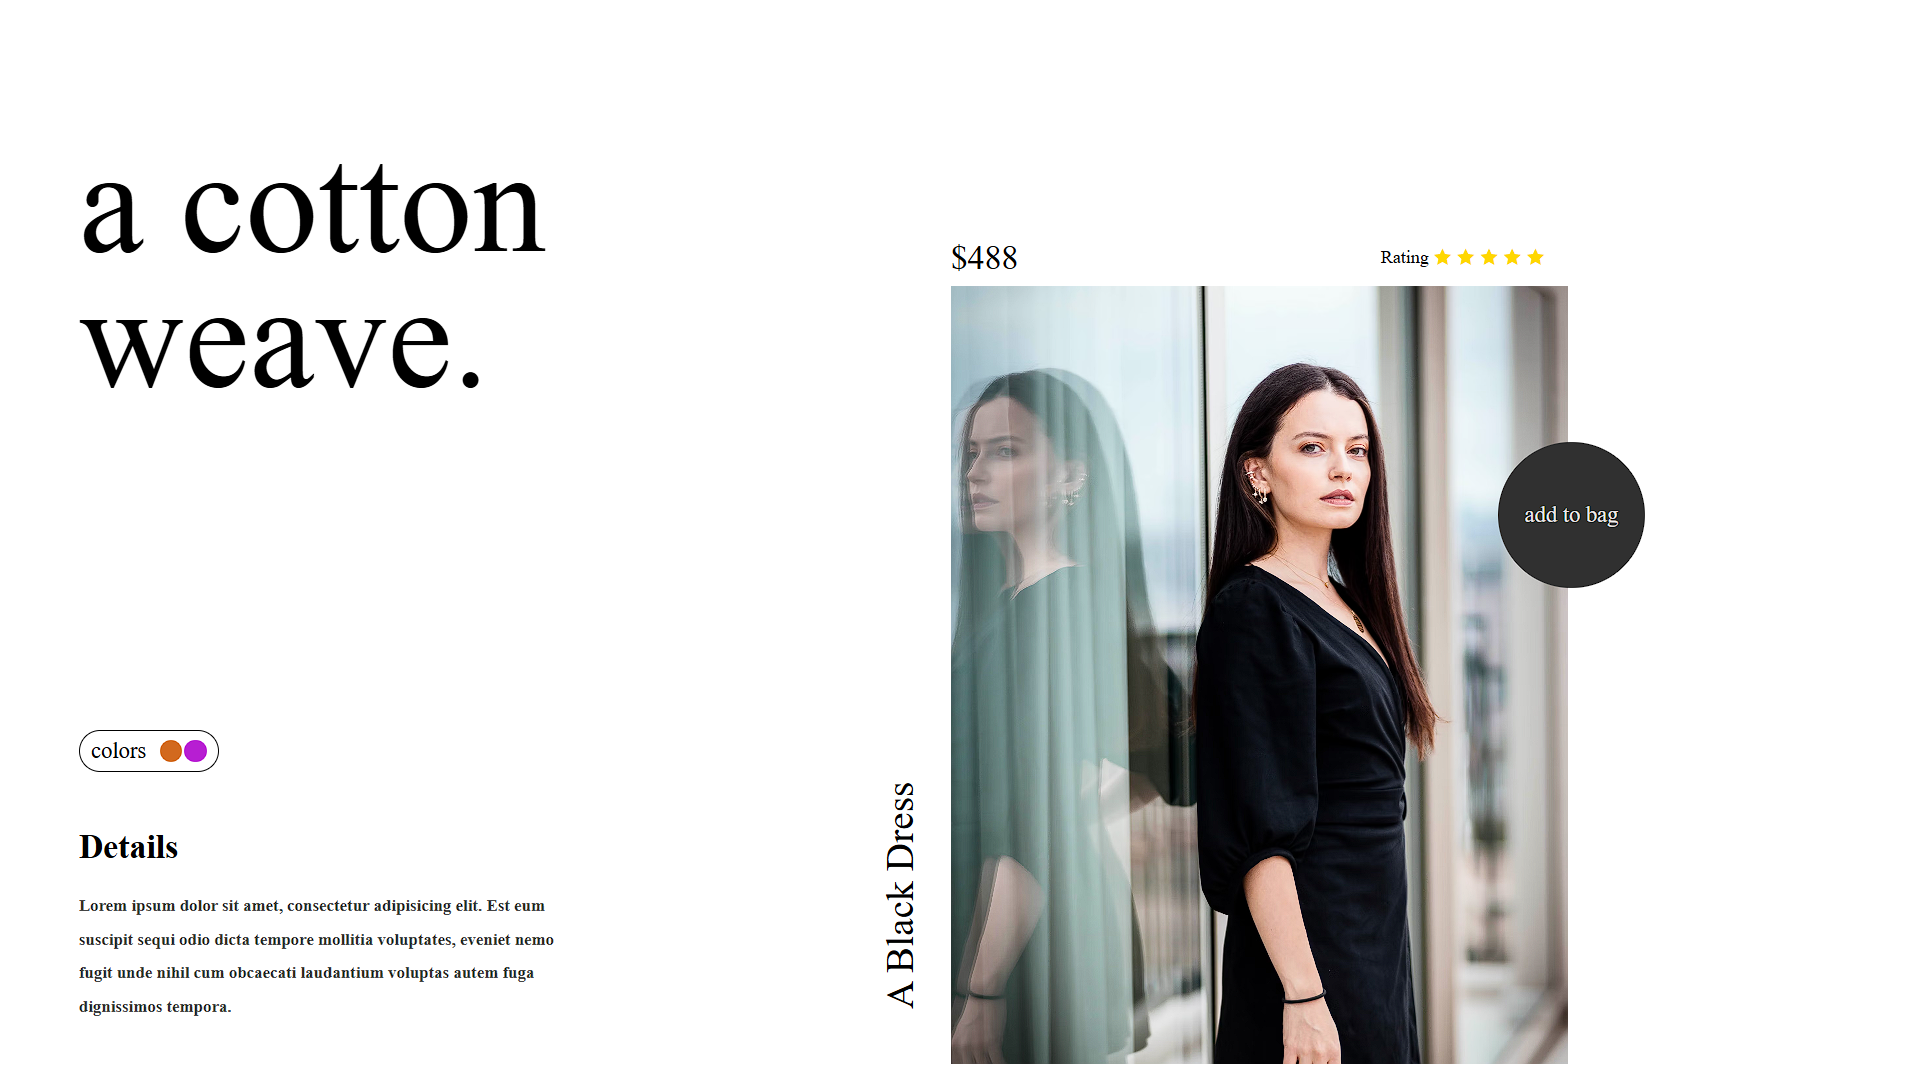 a cotton
weave.
$488
Rating
add to bag
colors
A Black Dress
Details
Lorem ipsum dolor sit amet, consectetur adipisicing elit. Est eum
suscipit sequi odio dicta tempore mollitia voluptates, eveniet nemo
fugit unde nihil cum obcaecati laudantium voluptas autem fuga
dignissimos tempora.